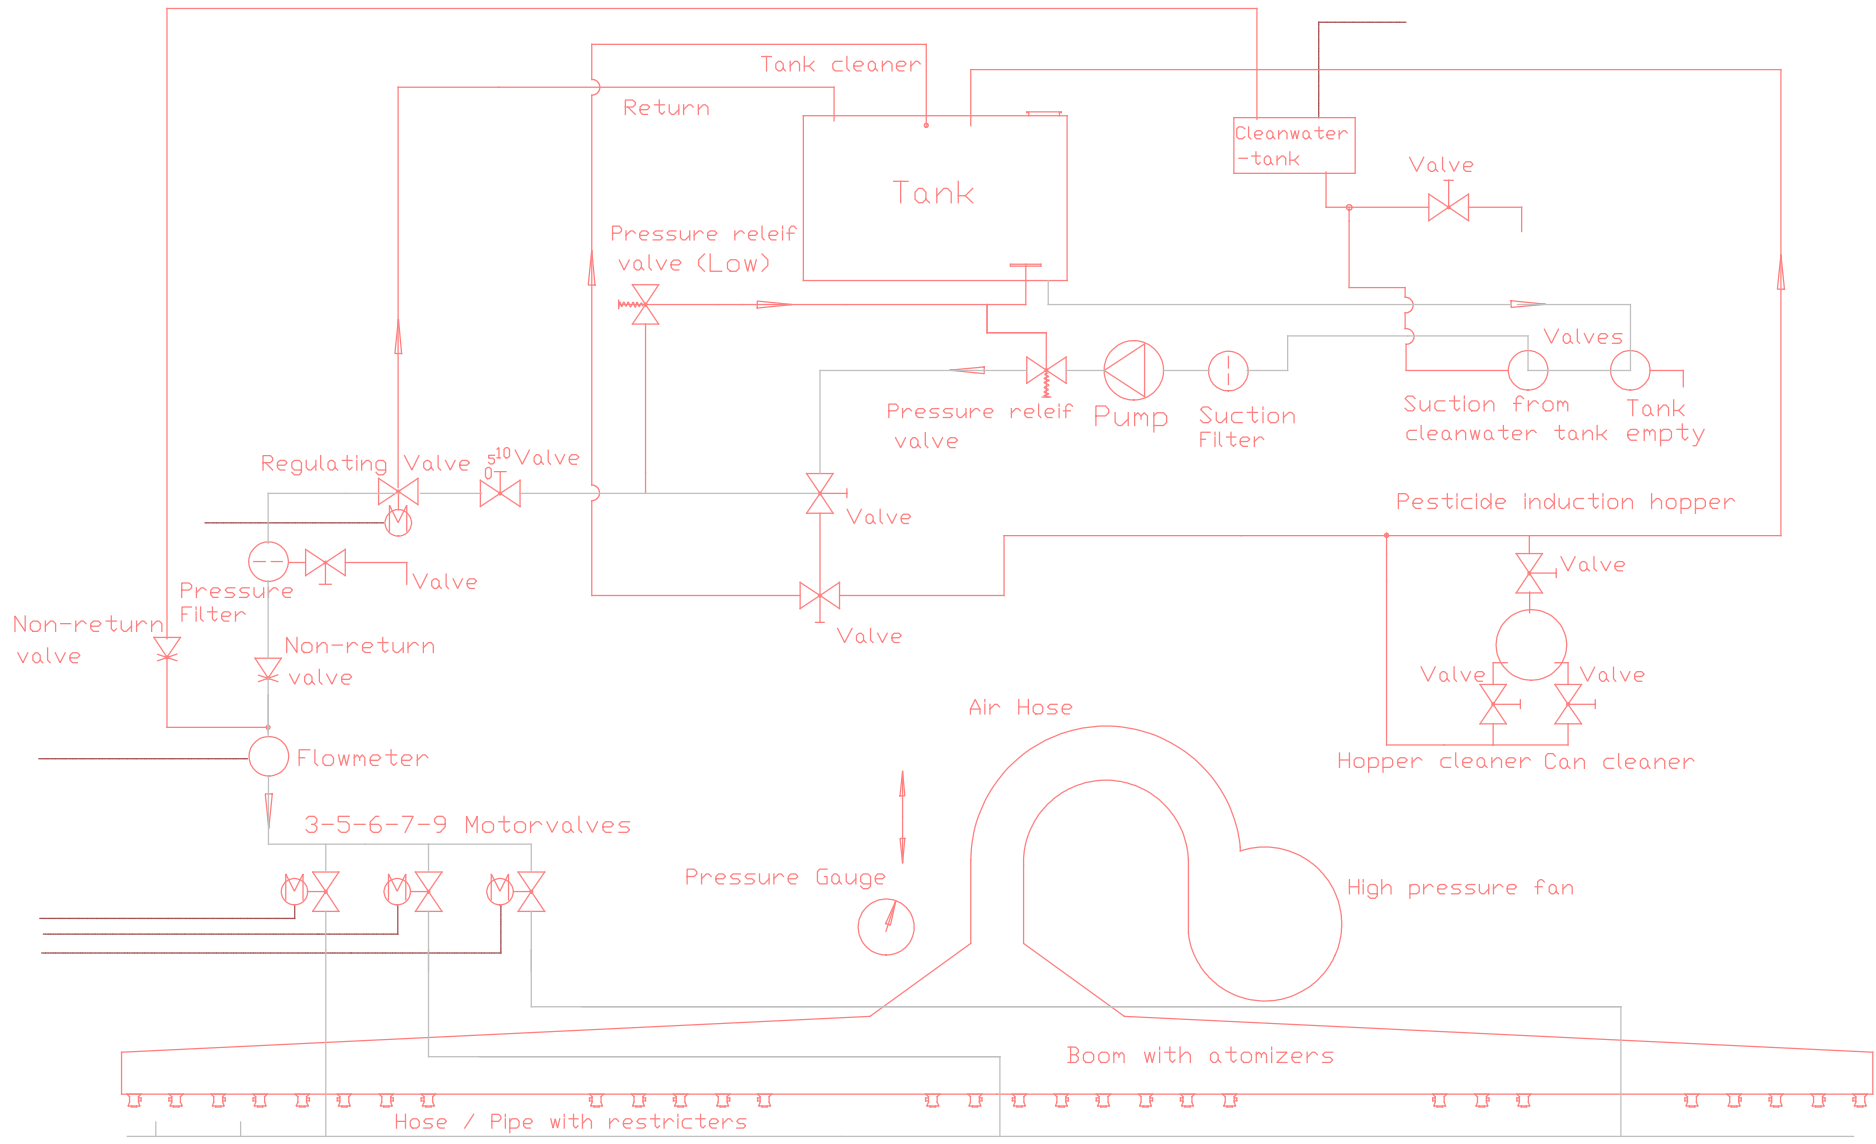 Tank cleaner
Return
Cleanwater
-tank
Valve
Tank
Pressure releif
valve (Low)
Valves
Pressure releif
valve
Pump
Suction
Filter
Suction from
cleanwater tank
Tank
empty
Regulating Valve
5 10 Valve
0
Pesticide induction hopper
Valve
Valve
Valve
Pressure
Filter
Non-return
valve
Valve
Non-return
valve
Valve
Valve
Air Hose
Flowmeter
Hopper cleaner
Can cleaner
3-5-6-7-9 Motorvalves
Pressure Gauge
High pressure fan
Boom with atomizers
Hose / Pipe with restricters